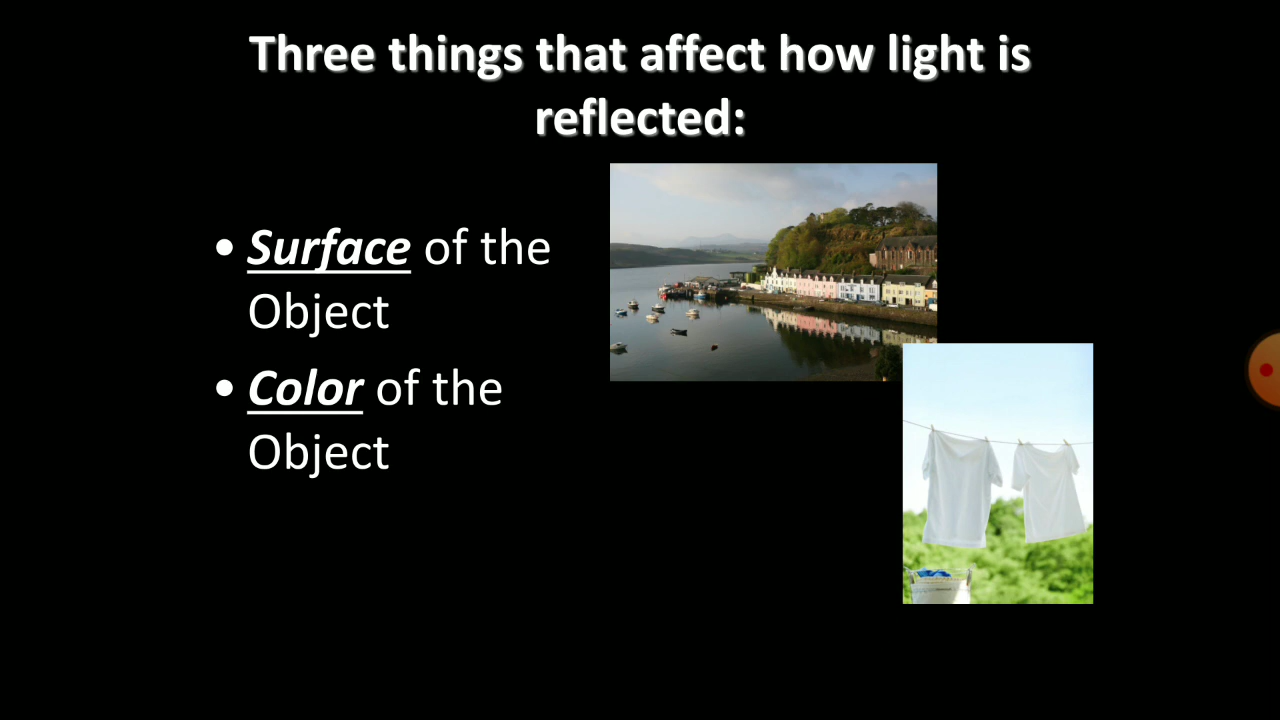 Three things that affect how light is
reflected:
• Surface of the
Object
• Color of the
Object